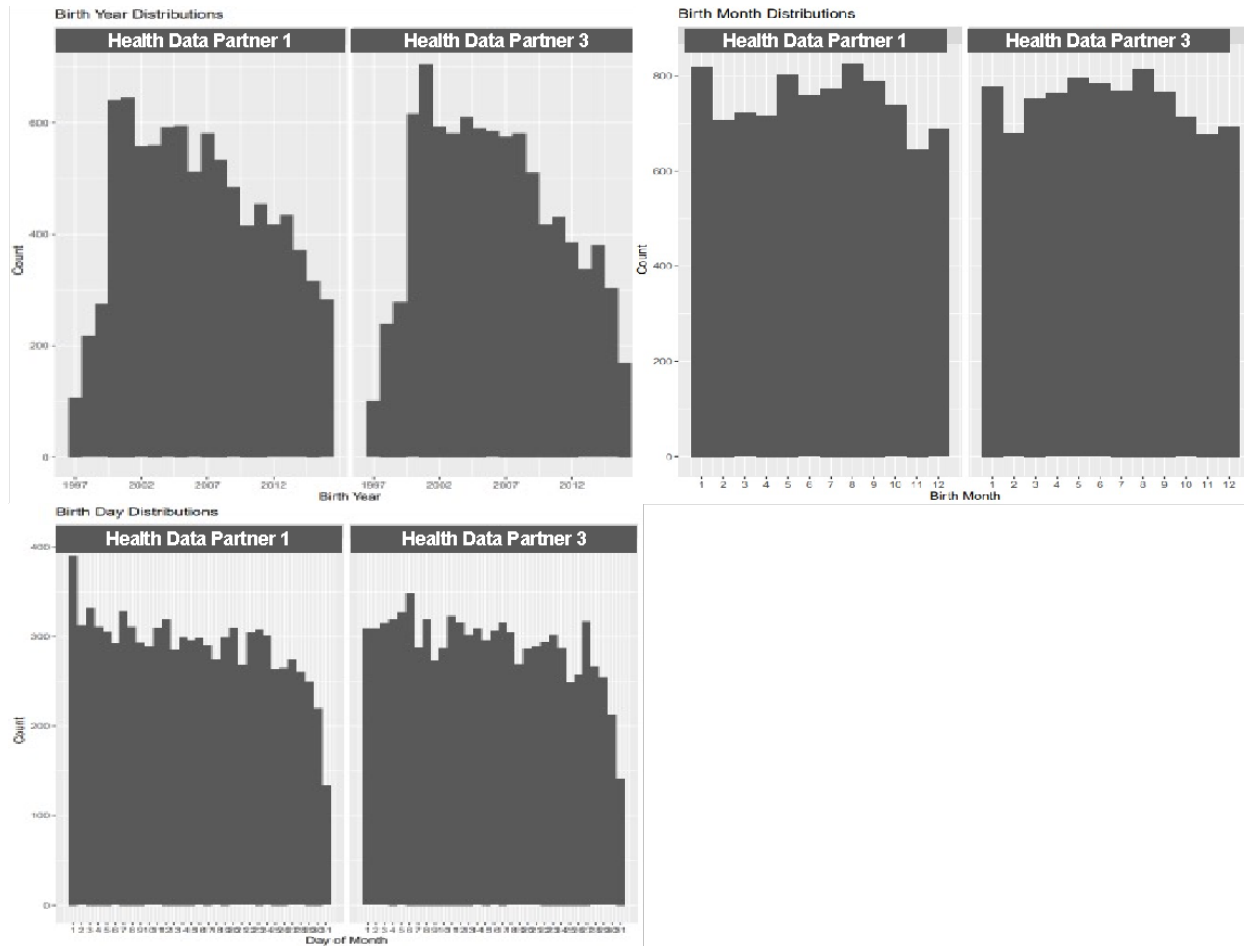 Birth Year Distributions
Health Data Partner 1 Health Data Partner 3
600
400
200
0
Count
1997 2002 2007 2012 1997 2002 2007 2012
Birth Year
Birth Month Distributions
Health Data Partner 1 Health Data Partner 3
800
600
400
200
0
Count
1 2 3 4 5 6 7 8 9 10 11 12 1 2 3 4 5 6 7 8 9 10 11 12
Birth Month
Birth Day Distributions
Health Data Partner 1 Health Data Partner 3
400
300
200
100
0
Count
Day of Month